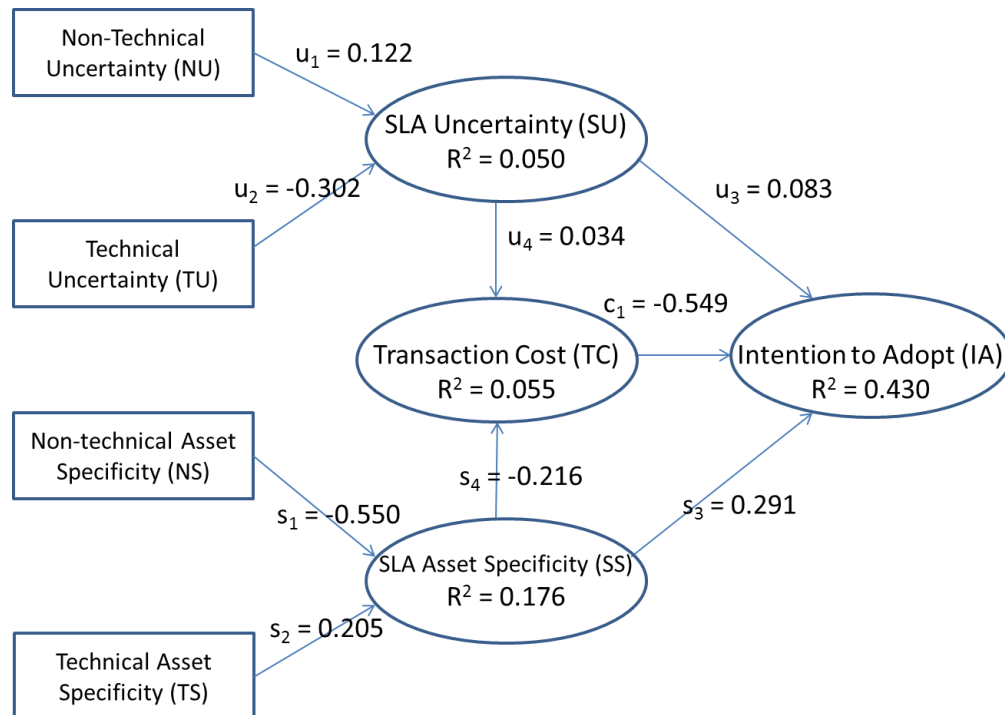 Non-Technical
Uncertainty (NU)
u₁ = 0.122
SLA Uncertainty (SU)
R² = 0.050
u₂ = -0.302
u₃ = 0.083
Technical
Uncertainty (TU)
u₄ = 0.034
c₁ = -0.549
Transaction Cost (TC)
R² = 0.055
Intention to Adopt (IA)
R² = 0.430
Non-technical Asset
Specificity (NS)
s₄ = -0.216
s₁ = -0.550
s₃ = 0.291
SLA Asset Specificity (SS)
R² = 0.176
s₂ = 0.205
Technical Asset
Specificity (TS)